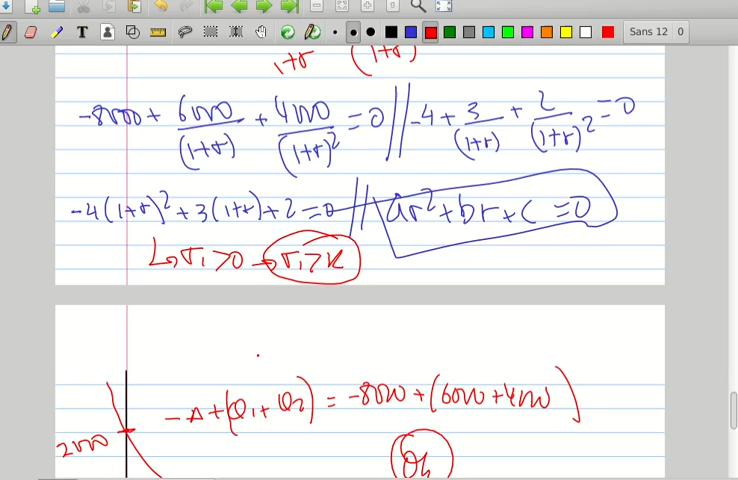 Sans 12 0
1+r (1+r)
-8000 + 6000/(1+r) + 4000/(1+r)^2 = 0 // -4 + 3/(1+r) + 2/(1+r)^2 = 0
-4(1+r)^2 + 3(1+r) + 2 = 0 // ar^2 + br + c = 0
↳ r1 > 0 → r1 > K
-A + (Q1 + Q2) = -8000 + (6000 + 4000)
2000